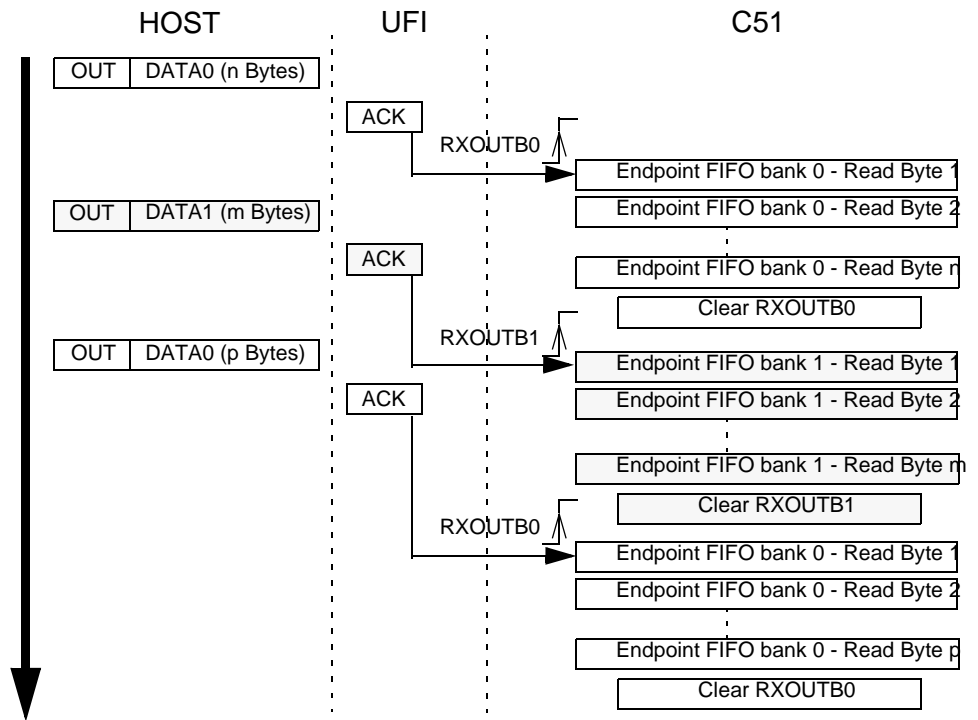 HOST UFI C51
OUT DATA0 (n Bytes)
ACK
RXOUTB0
Endpoint FIFO bank 0 - Read Byte 1
OUT DATA1 (m Bytes)
Endpoint FIFO bank 0 - Read Byte 2
ACK
Endpoint FIFO bank 0 - Read Byte n
Clear RXOUTB0
RXOUTB1
OUT DATA0 (p Bytes)
Endpoint FIFO bank 1 - Read Byte 1
ACK
Endpoint FIFO bank 1 - Read Byte 2
Endpoint FIFO bank 1 - Read Byte m
Clear RXOUTB1
RXOUTB0
Endpoint FIFO bank 0 - Read Byte 1
Endpoint FIFO bank 0 - Read Byte 2
Endpoint FIFO bank 0 - Read Byte p
Clear RXOUTB0